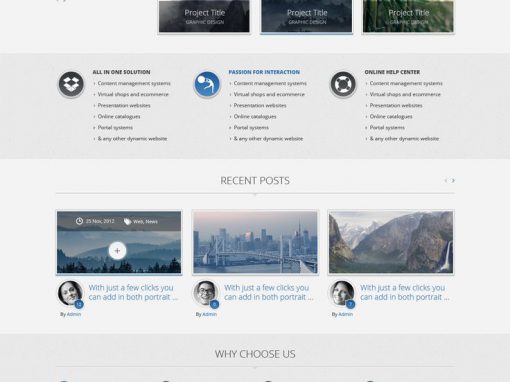 Project Title
GRAPHIC DESIGN
Project Title
GRAPHIC DESIGN
Project Title
GRAPHIC DESIGN
ALL IN ONE SOLUTION
› Content management systems
› Virtual shops and ecommerce
› Presentation websites
› Online catalogues
› Portal systems
› & any other dynamic website
PASSION FOR INTERACTION
› Content management systems
› Virtual shops and ecommerce
› Presentation websites
› Online catalogues
› Portal systems
› & any other dynamic website
ONLINE HELP CENTER
› Content management systems
› Virtual shops and ecommerce
› Presentation websites
› Online catalogues
› Portal systems
› & any other dynamic website
RECENT POSTS
25 Nov, 2012
Web, News
With just a few clicks you
can add in both portrait ...
12
By Admin
With just a few clicks you
can add in both portrait ...
0
By Admin
With just a few clicks you
can add in both portrait ...
7
By Admin
WHY CHOOSE US